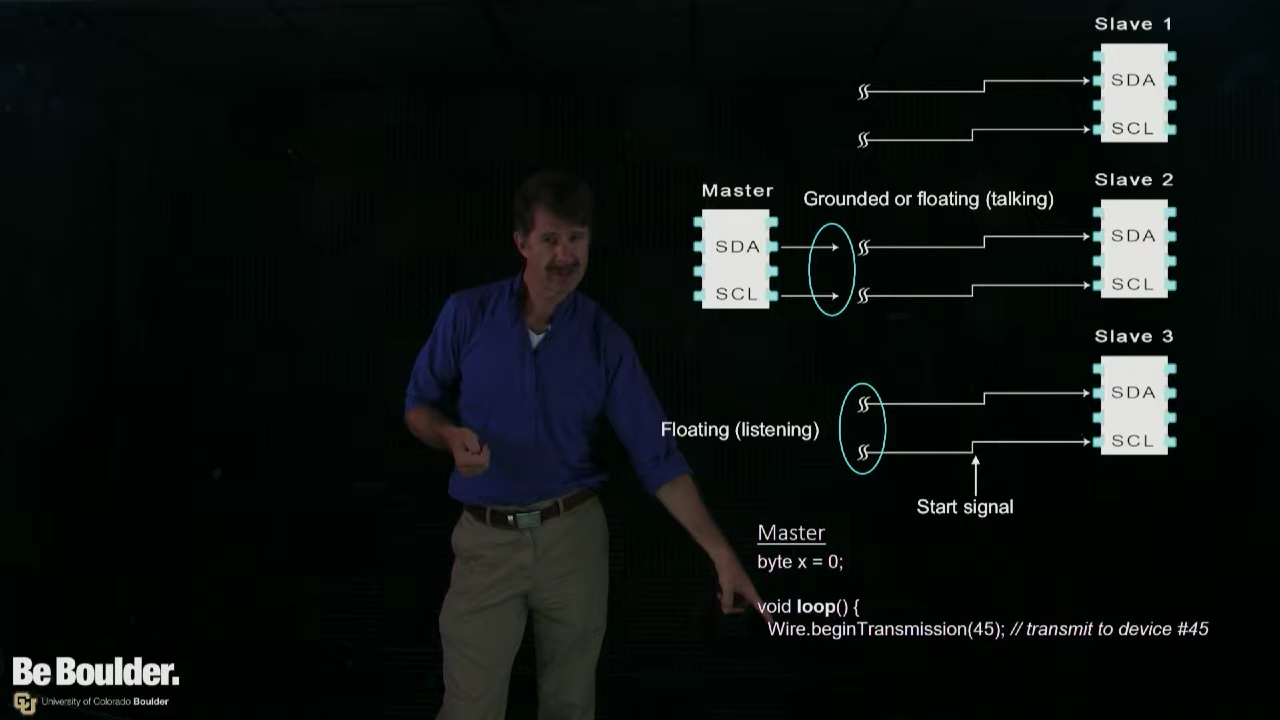 Slave 1
SDA
SCL
Slave 2
Master
Grounded or floating (talking)
SDA
SCL
SDA
SCL
Slave 3
SDA
SCL
Floating (listening)
Start signal
Master
byte x = 0;
void loop() {
Wire.beginTransmission(45); // transmit to device #45
Be Boulder.
CU University of Colorado Boulder